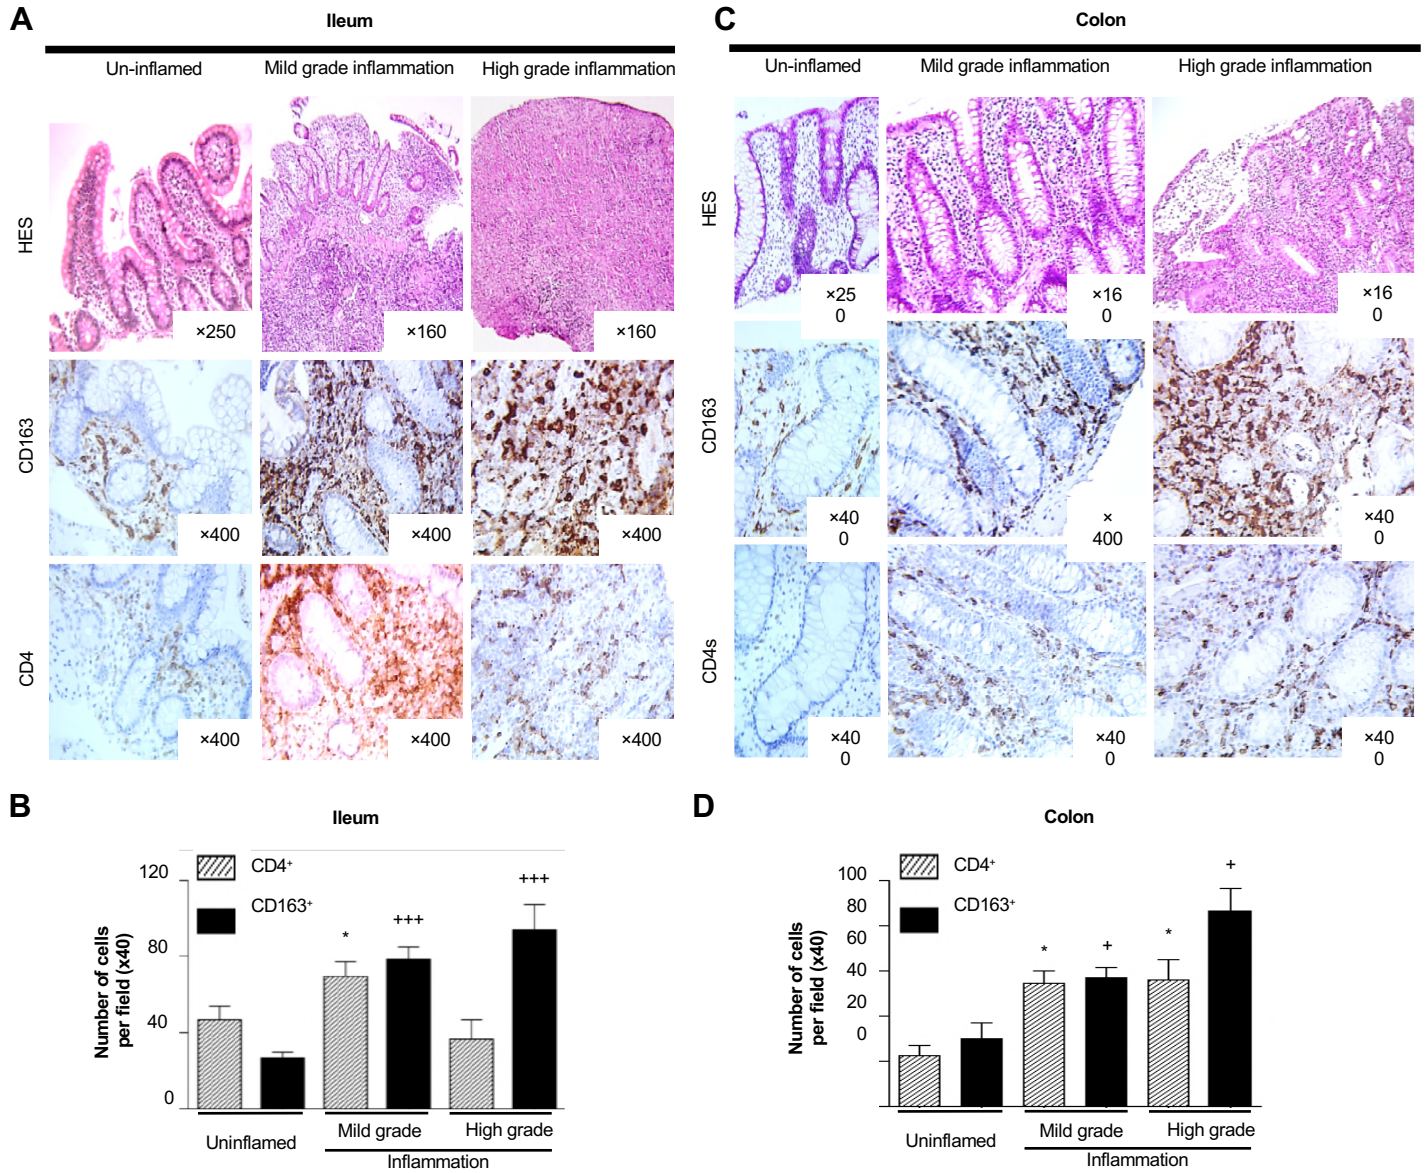 A
Ileum
Un-inflamed
Mild grade inflammation
High grade inflammation
HES
×250
×160
×160
CD163
×400
×400
×400
CD4
×400
×400
×400
C
Colon
Un-inflamed
Mild grade inflammation
High grade inflammation
HES
×25
0
×16
0
×16
0
CD163
×40
0
×
400
×40
0
CD4s
×40
0
×40
0
×40
0
B
Ileum
CD4+
CD163+
Number of cells
per field (x40)
120
80
40
0
*
+++
+++
Uninflamed
Mild grade
High grade
Inflammation
D
Colon
CD4+
CD163+
Number of cells
per field (x40)
100
80
60
40
20
0
*
+
*
+
Uninflamed
Mild grade
High grade
Inflammation